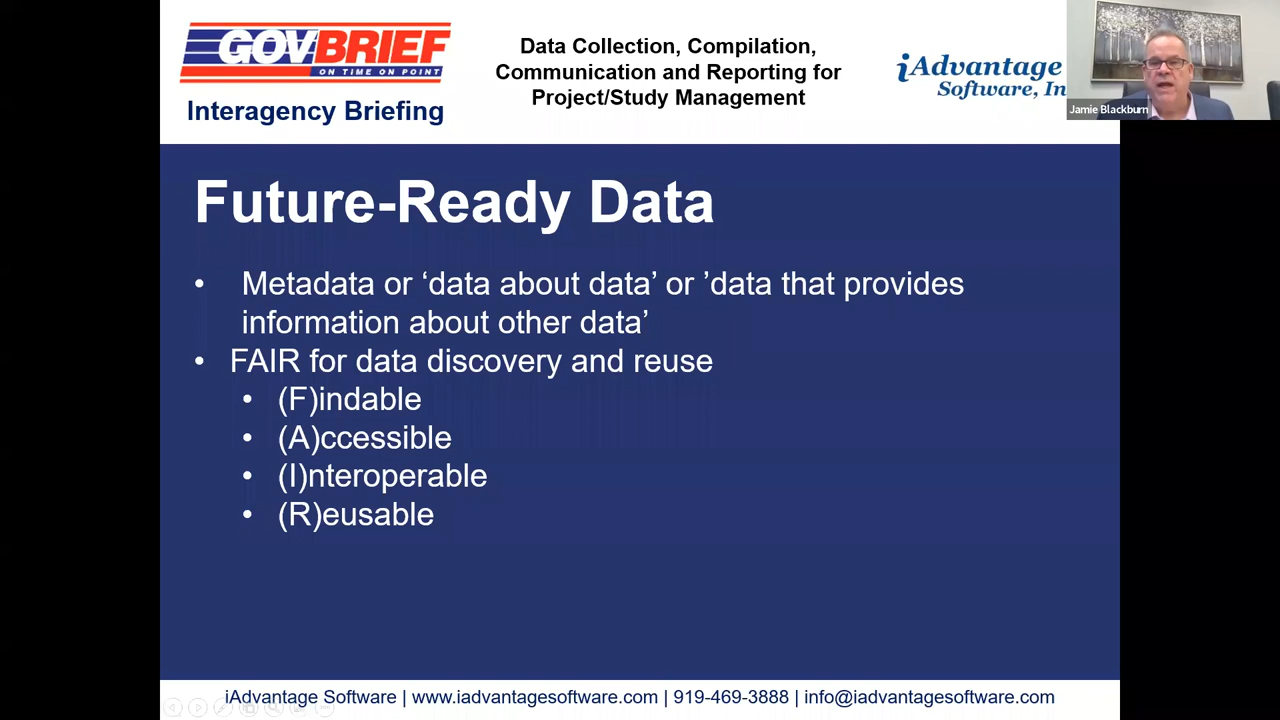 GOVBRIEF
ON TIME ON POINT
Interagency Briefing
Data Collection, Compilation,
Communication and Reporting for
Project/Study Management
iAdvantage
Software, In
Jamie Blackburn
Future-Ready Data
• Metadata or ‘data about data’ or ’data that provides
information about other data’
• FAIR for data discovery and reuse
• (F)indable
• (A)ccessible
• (I)nteroperable
• (R)eusable
iAdvantage Software | www.iadvantagesoftware.com | 919-469-3888 | info@iadvantagesoftware.com